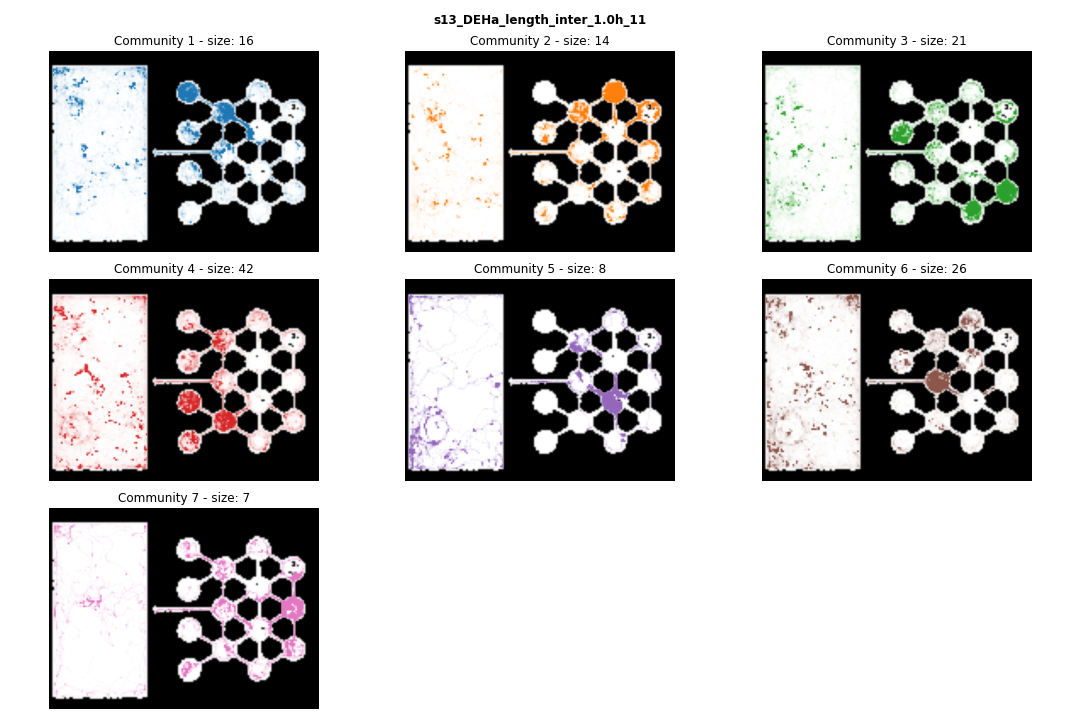 s13_DEHa_length_inter_1.0h_11
Community 1 - size: 16
Community 2 - size: 14
Community 3 - size: 21
Community 4 - size: 42
Community 5 - size: 8
Community 6 - size: 26
Community 7 - size: 7